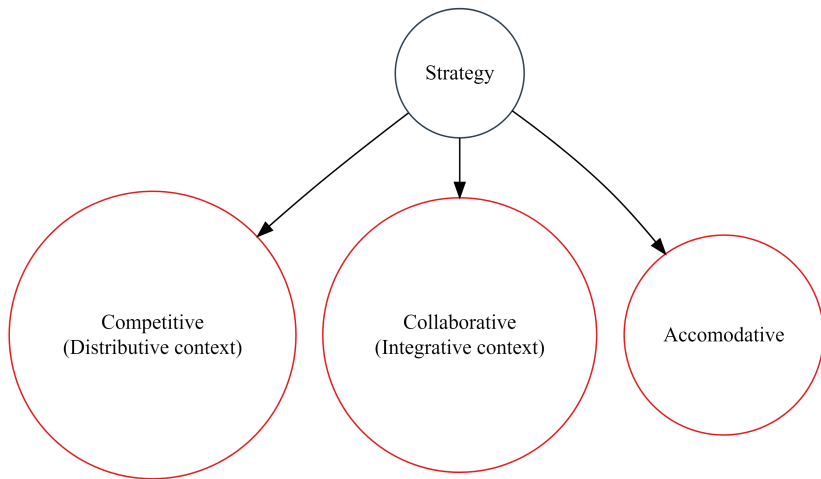 Strategy
Competitive
(Distributive context)
Collaborative
(Integrative context)
Accomodative